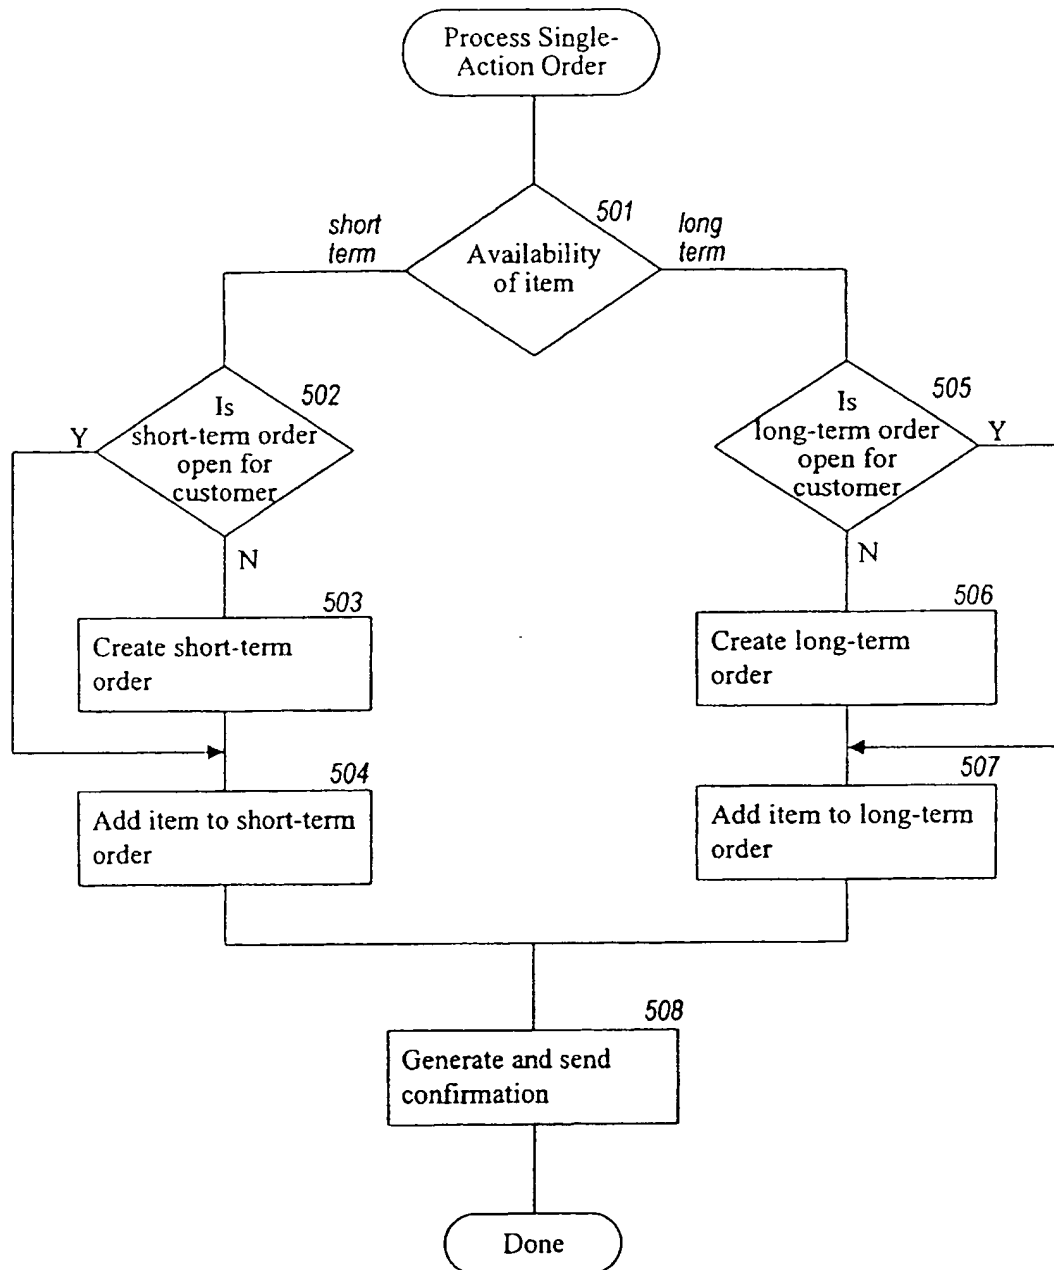 Process Single-
Action Order
501
short
term
Availability
of item
long
term
502
Is
short-term order
open for
customer
Y
N
505
Is
long-term order
open for
customer
Y
N
503
Create short-term
order
506
Create long-term
order
504
Add item to short-term
order
507
Add item to long-term
order
508
Generate and send
confirmation
Done